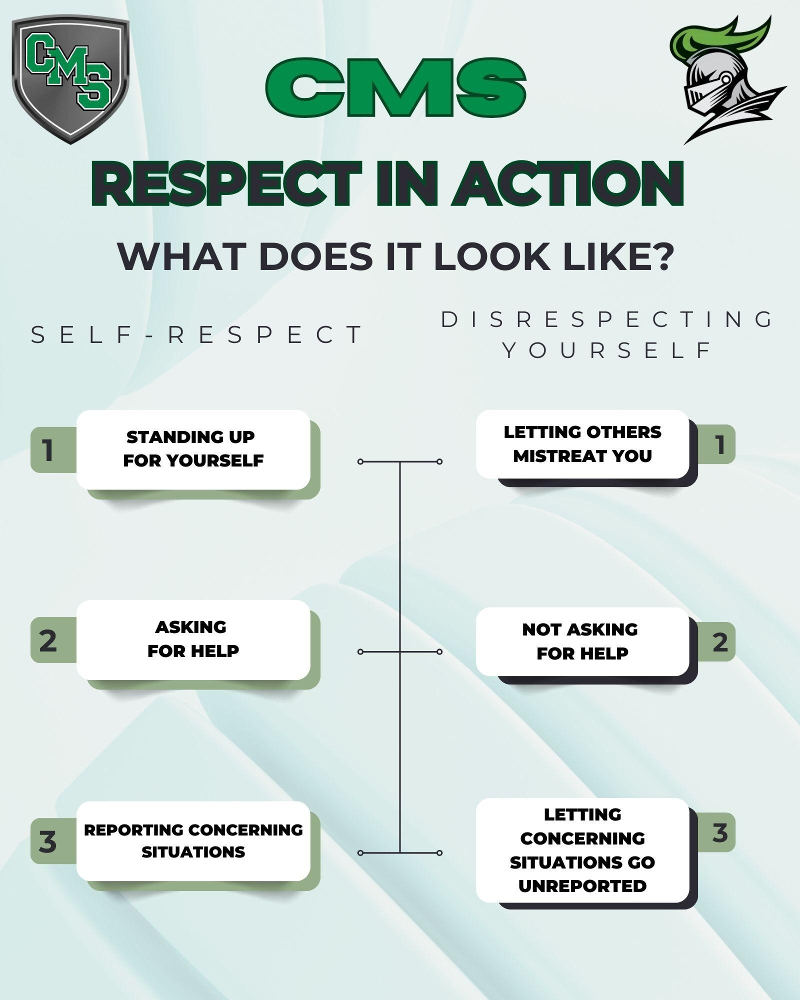 CMS
CMS
RESPECT IN ACTION
WHAT DOES IT LOOK LIKE?
SELF-RESPECT
1
STANDING UP
FOR YOURSELF
2
ASKING
FOR HELP
3
REPORTING CONCERNING
SITUATIONS
DISRESPECTING
YOURSELF
LETTING OTHERS
MISTREAT YOU
1
NOT ASKING
FOR HELP
2
LETTING
CONCERNING
SITUATIONS GO
UNREPORTED
3